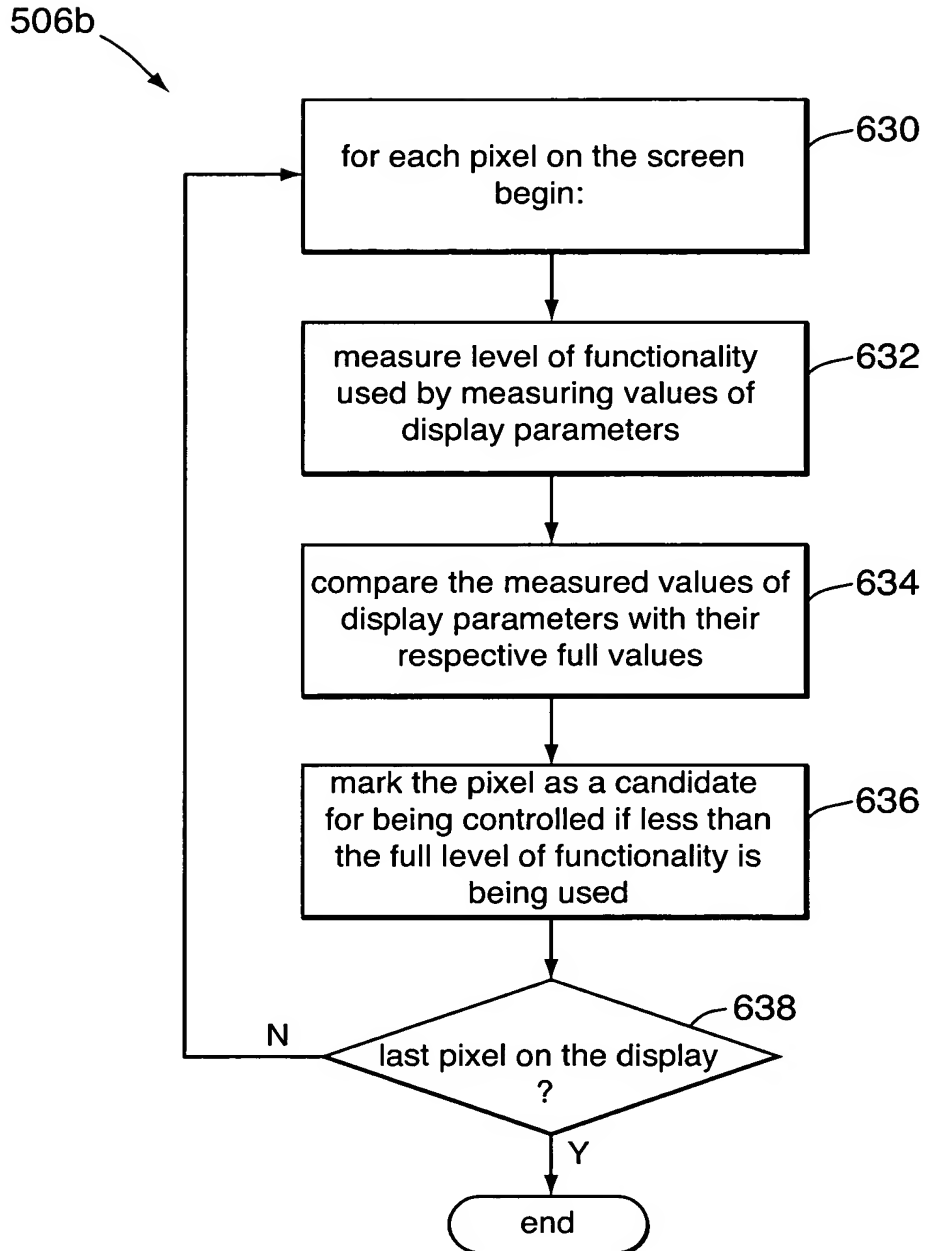 506b
for each pixel on the screen
begin:
630
measure level of functionality
used by measuring values of
display parameters
632
compare the measured values of
display parameters with their
respective full values
634
mark the pixel as a candidate
for being controlled if less than
the full level of functionality is
being used
636
638
N
last pixel on the display
?
Y
end